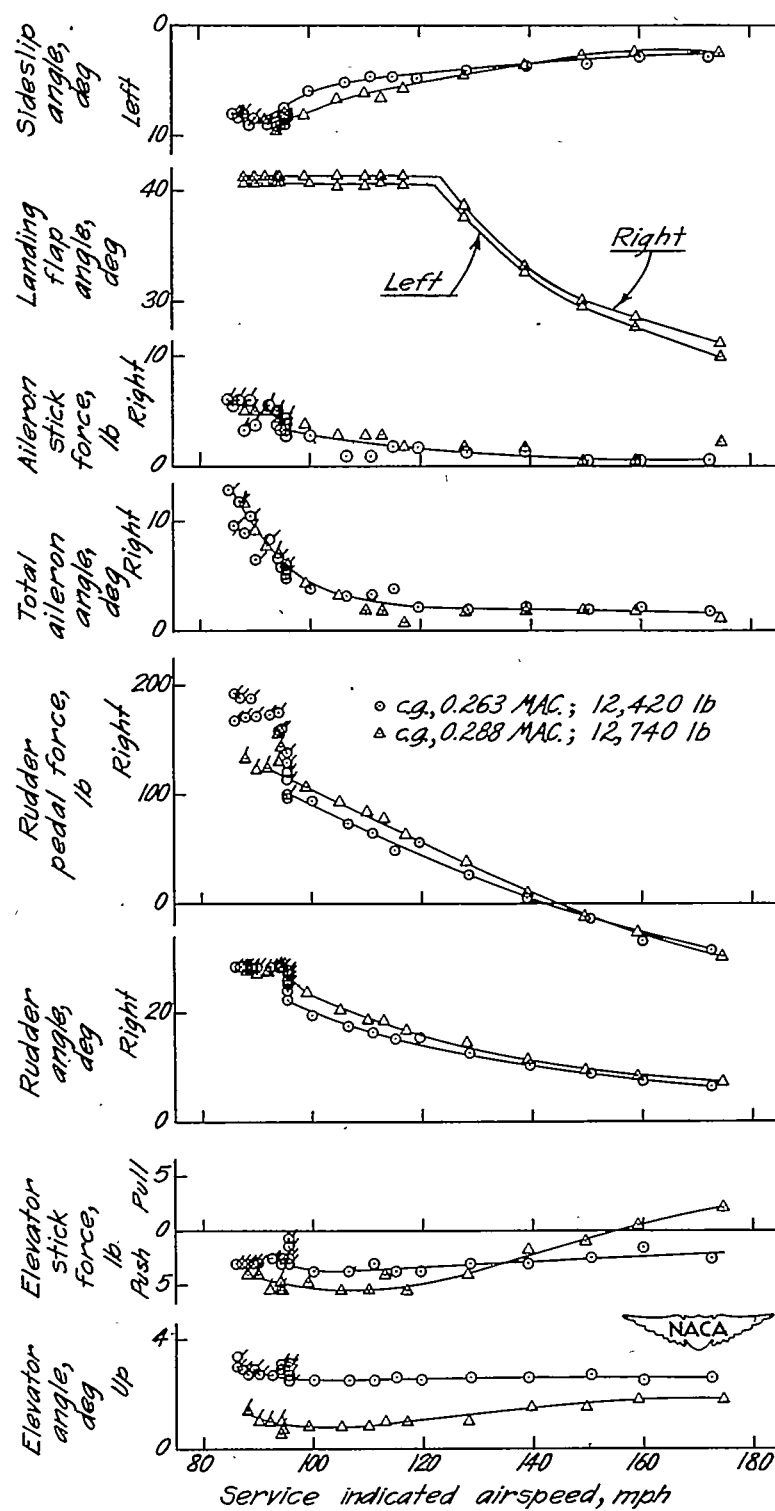 Sideslip angle, deg
Left
0
10
Landing flap angle, deg
40
30
Left
Right
Aileron stick force, lb
Right
10
0
Total aileron angle, deg
Right
10
0
Rudder pedal force, lb
Right
200
100
0
⊙ c.g., 0.263 MAC.; 12,420 lb
△ c.g., 0.288 MAC.; 12,740 lb
Rudder angle, deg
Right
20
0
Elevator stick force, lb
Push Pull
5
0
5
NACA
Elevator angle, deg
Up
4
0
80 100 120 140 160 180
Service indicated airspeed, mph